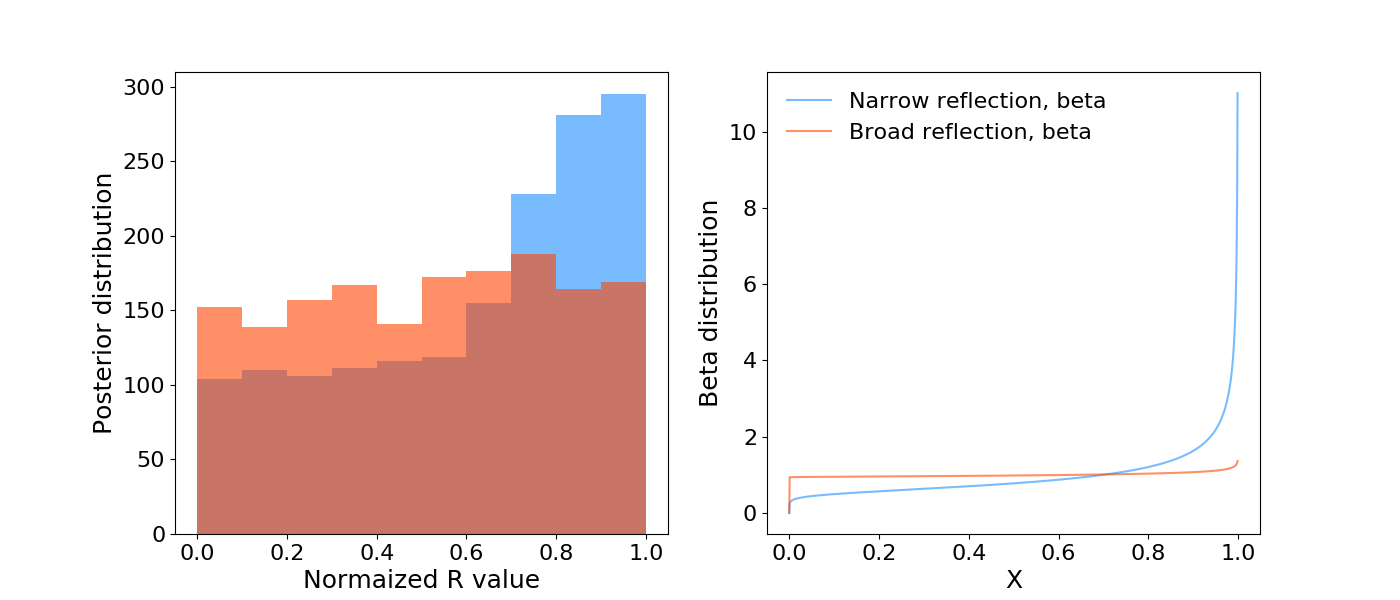 300
250
200
150
100
50
0
Posterior distribution
0.0 0.2 0.4 0.6 0.8 1.0
Normaized R value
Narrow reflection, beta
Broad reflection, beta
10
8
6
4
2
0
Beta distribution
0.0 0.2 0.4 0.6 0.8 1.0
X